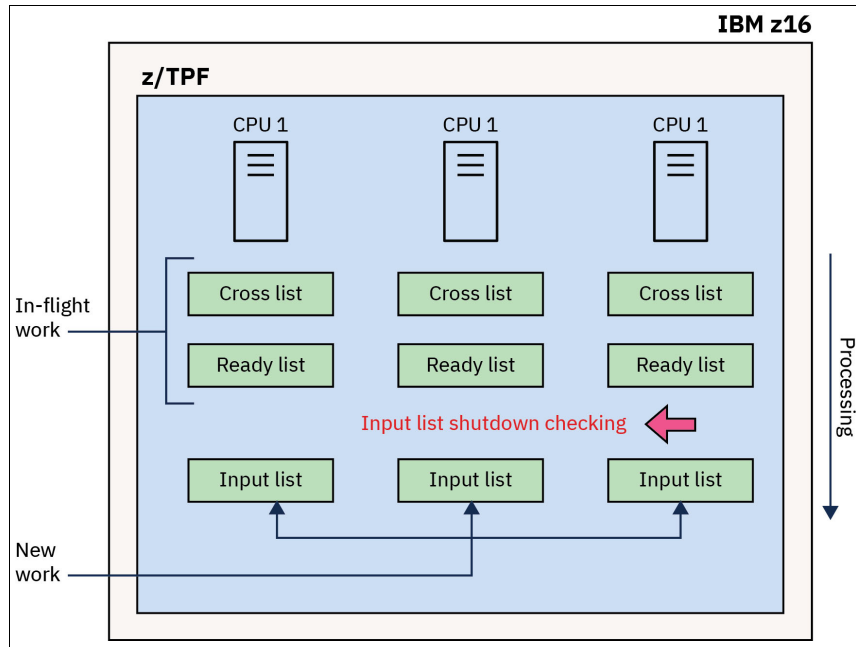 IBM z16
z/TPF
CPU 1 CPU 1 CPU 1
Cross list Cross list Cross list
In-flight
work
Ready list Ready list Ready list
Processing
Input list shutdown checking
Input list Input list Input list
New
work